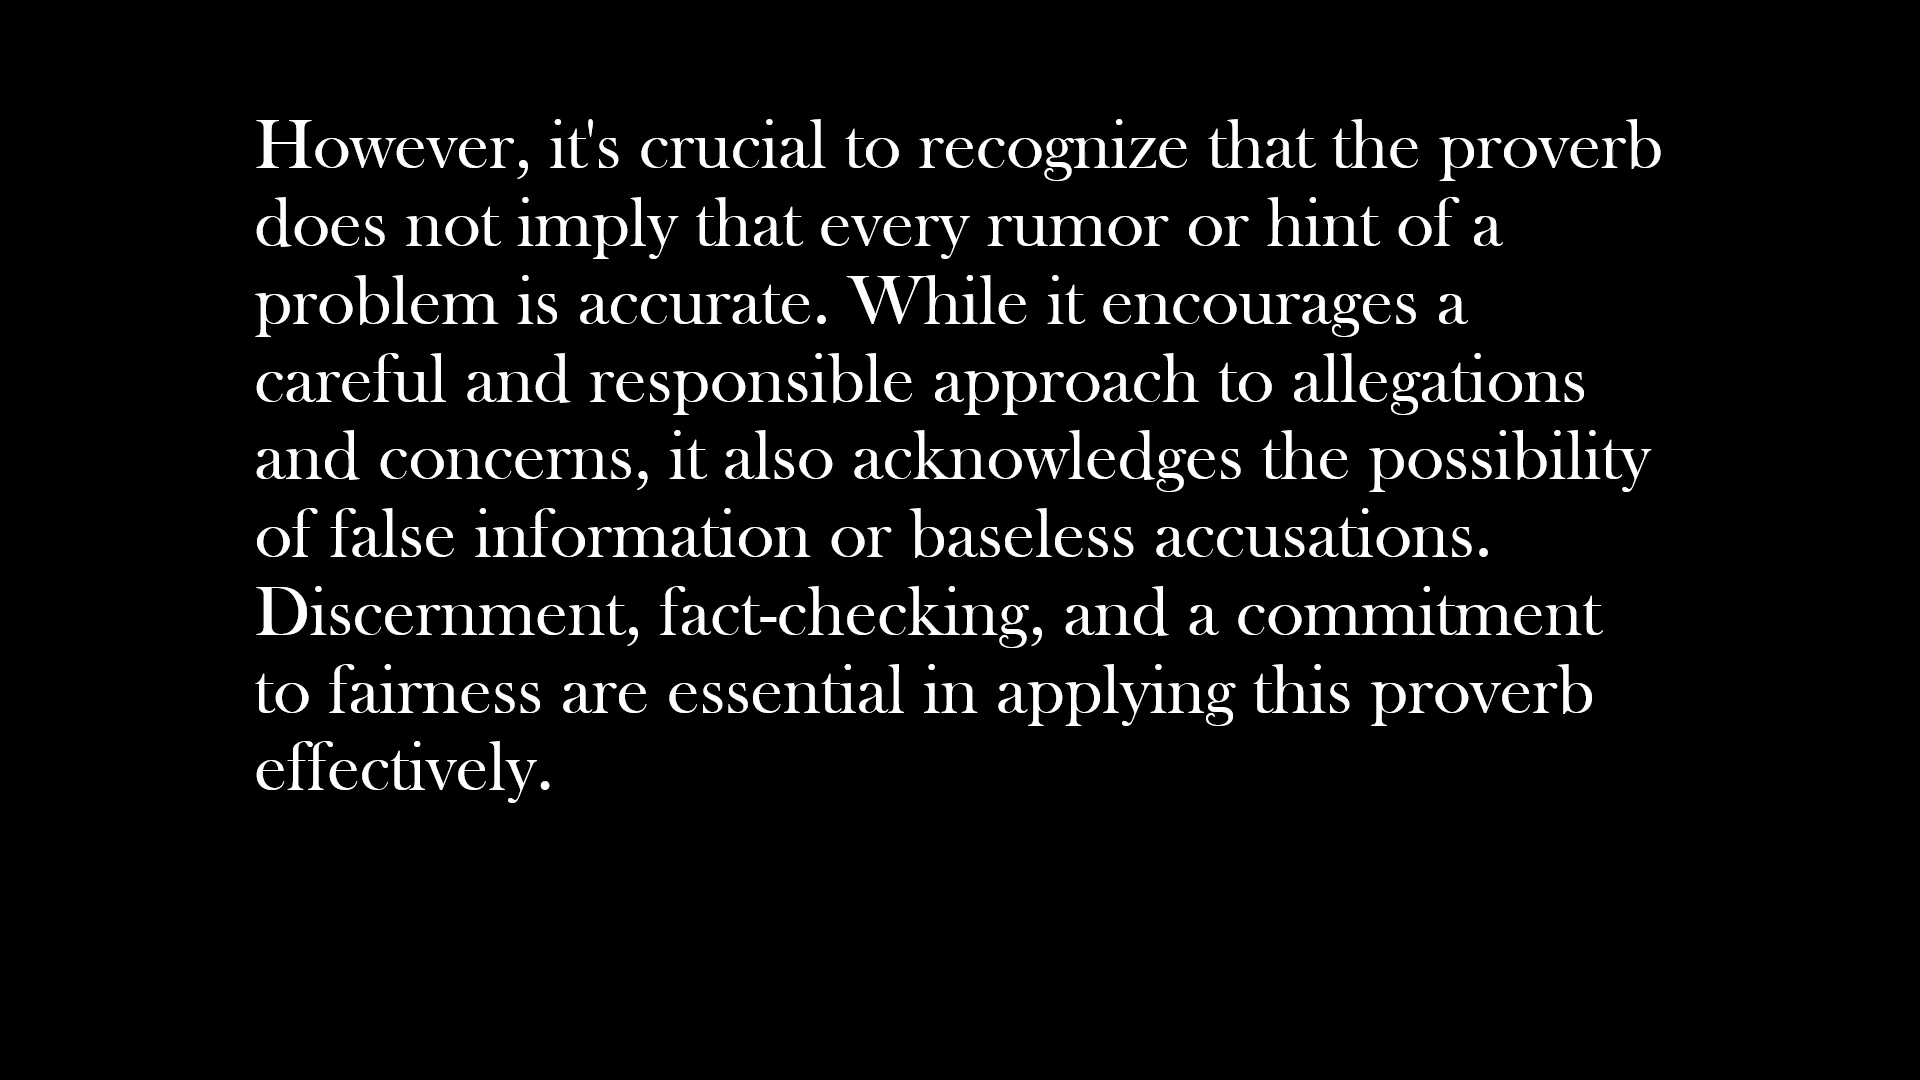 However, it's crucial to recognize that the proverb
does not imply that every rumor or hint of a
problem is accurate. While it encourages a
careful and responsible approach to allegations
and concerns, it also acknowledges the possibility
of false information or baseless accusations.
Discernment, fact-checking, and a commitment
to fairness are essential in applying this proverb
effectively.